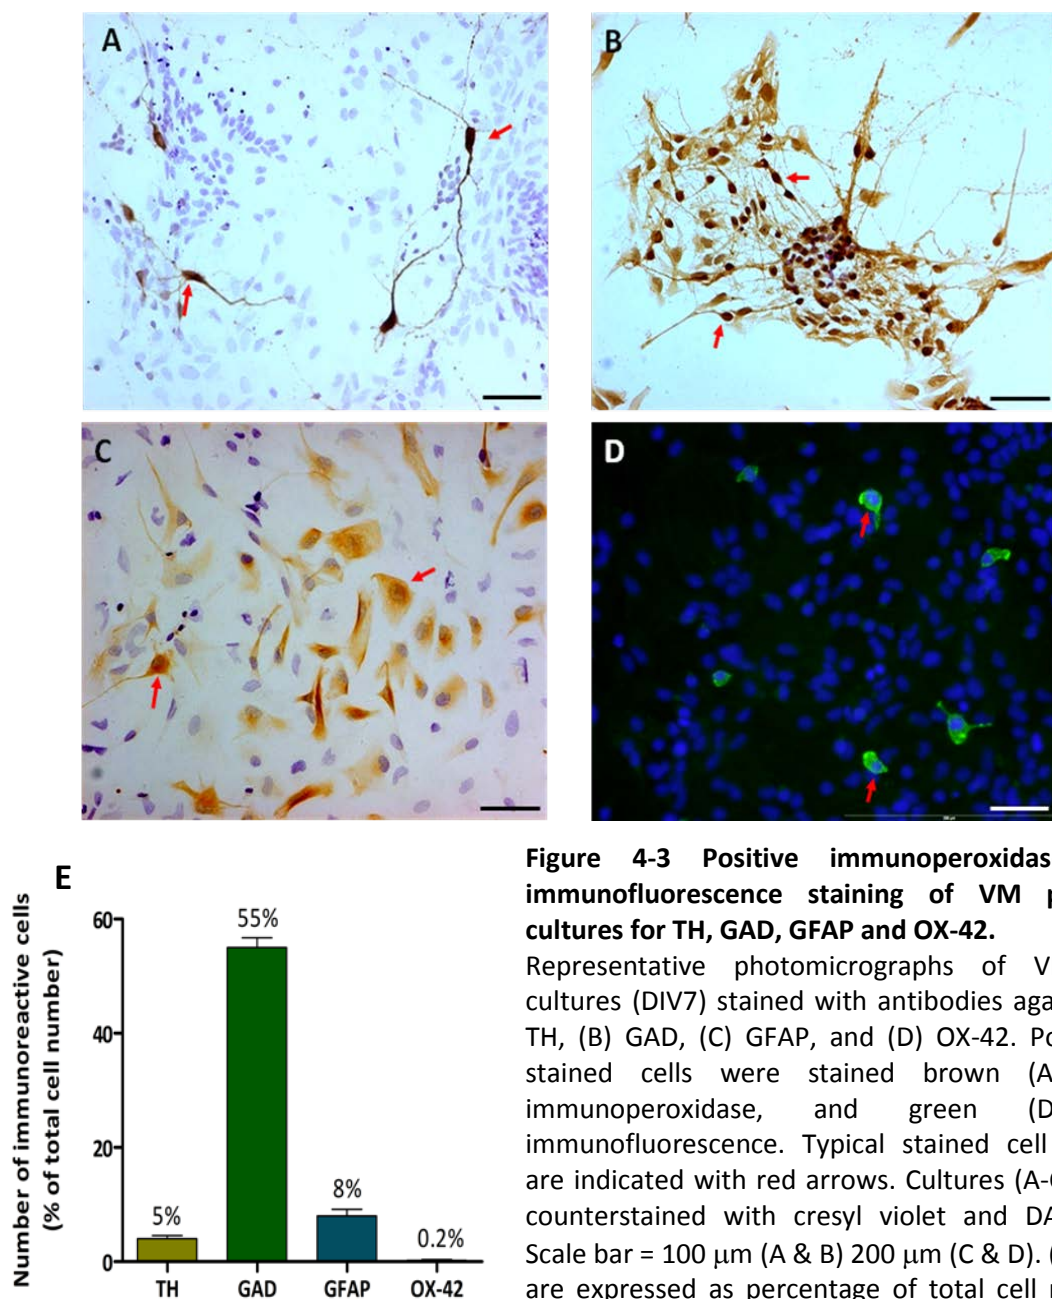 A
B
C
D
E
Number of immunoreactive cells
(% of total cell number)
60
40
20
0
5%
55%
8%
0.2%
TH
GAD
GFAP
OX-42
Figure 4-3 Positive immunoperoxidas
immunofluorescence staining of VM p
cultures for TH, GAD, GFAP and OX-42.
Representative photomicrographs of V
cultures (DIV7) stained with antibodies aga
TH, (B) GAD, (C) GFAP, and (D) OX-42. Po
stained cells were stained brown (A
immunoperoxidase, and green (D
immunofluorescence. Typical stained cell
are indicated with red arrows. Cultures (A-C
counterstained with cresyl violet and DA
Scale bar = 100 μm (A & B) 200 μm (C & D). (
are expressed as percentage of total cell n